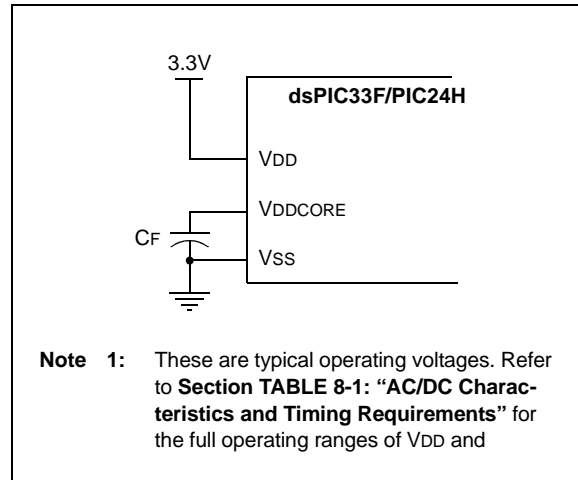 3.3V
dsPIC33F/PIC24H
VDD
VDDCORE
CF
VSS
Note 1: These are typical operating voltages. Refer
to Section TABLE 8-1: “AC/DC Charac-
teristics and Timing Requirements” for
the full operating ranges of VDD and